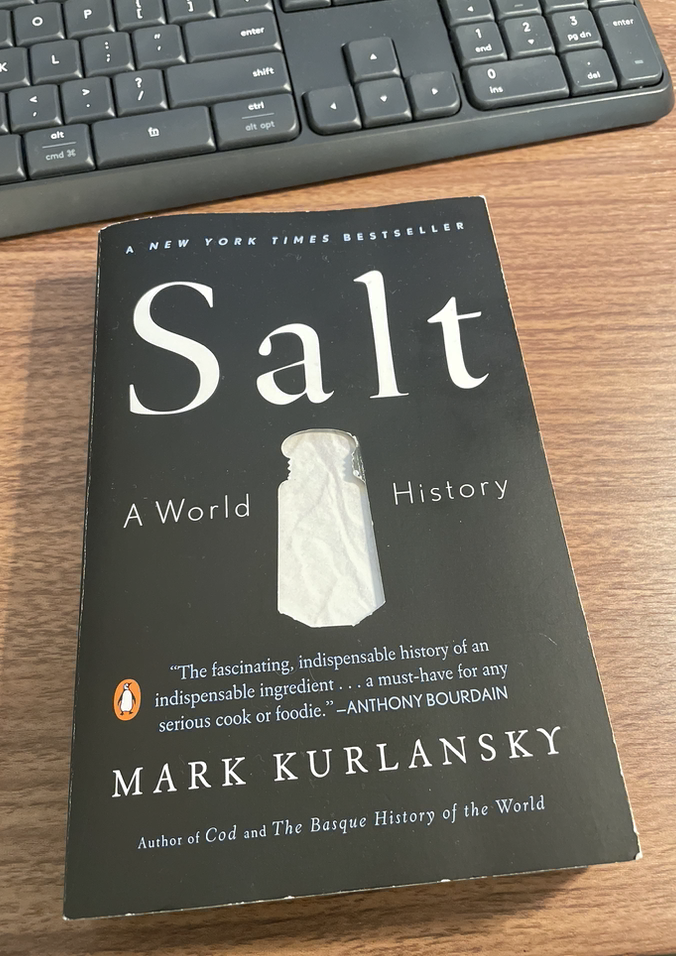 O P { [ } ] | \
enter
K L : ; " '
shift
< , > . ? /
ctrl
alt opt
alt
cmd ⌘
fn
1 end 2 3 pg dn enter
0 ins . del
A NEW YORK TIMES BESTSELLER
Salt
A World History
“The fascinating, indispensable history of an
indispensable ingredient . . . a must-have for any
serious cook or foodie.” –ANTHONY BOURDAIN
MARK KURLANSKY
Author of Cod and The Basque History of the World